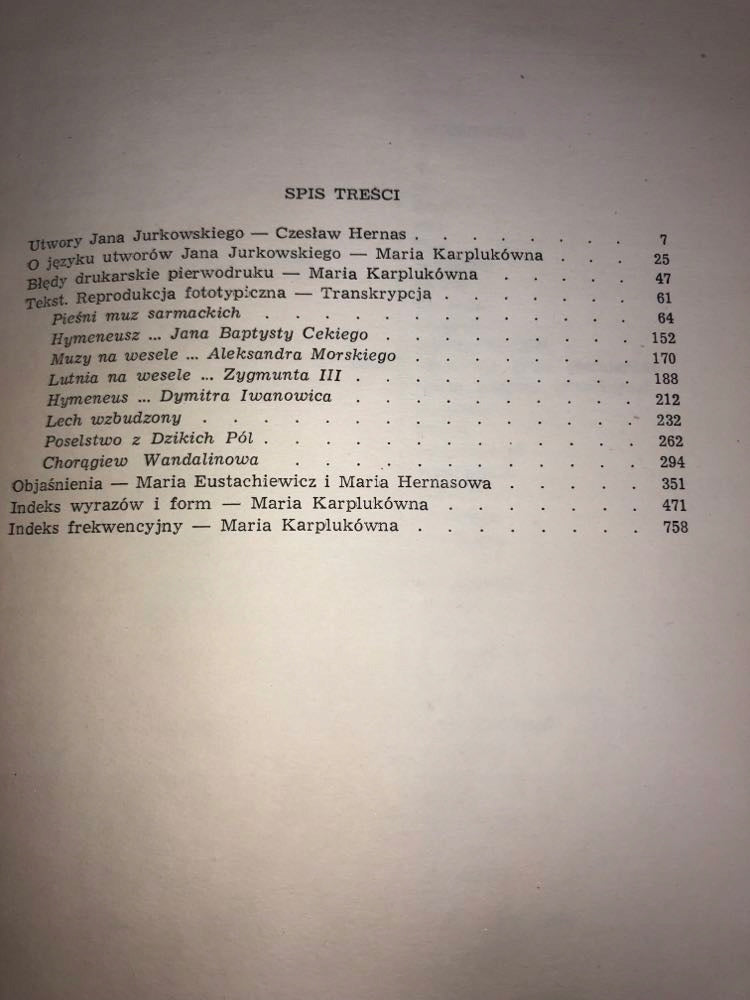 SPIS TREŚCI
Utwory Jana Jurkowskiego — Czesław Hernas . . . . . . . . 7
O języku utworów Jana Jurkowskiego — Maria Karplukówna . . . 25
Błędy drukarskie pierwodruku — Maria Karplukówna . . . . . 47
Tekst. Reprodukcja fototypiczna — Transkrypcja . . . . . . . 61
Pieśni muz sarmackich . . . . . . . . . . . . . 64
Hymeneusz ... Jana Baptysty Cekiego . . . . . . . . . 152
Muzy na wesele ... Aleksandra Morskiego . . . . . . . . 170
Lutnia na wesele ... Zygmunta III . . . . . . . . . . 188
Hymeneus ... Dymitra Iwanowica . . . . . . . . . . 212
Lech wzbudzony . . . . . . . . . . . . . . . 232
Poselstwo z Dzikich Pól . . . . . . . . . . . . . 262
Chorągiew Wandalinowa . . . . . . . . . . . . 294
Objaśnienia — Maria Eustachiewicz i Maria Hernasowa . . . . . 351
Indeks wyrazów i form — Maria Karplukówna . . . . . . . 471
Indeks frekwencyjny — Maria Karplukówna . . . . . . . . 758